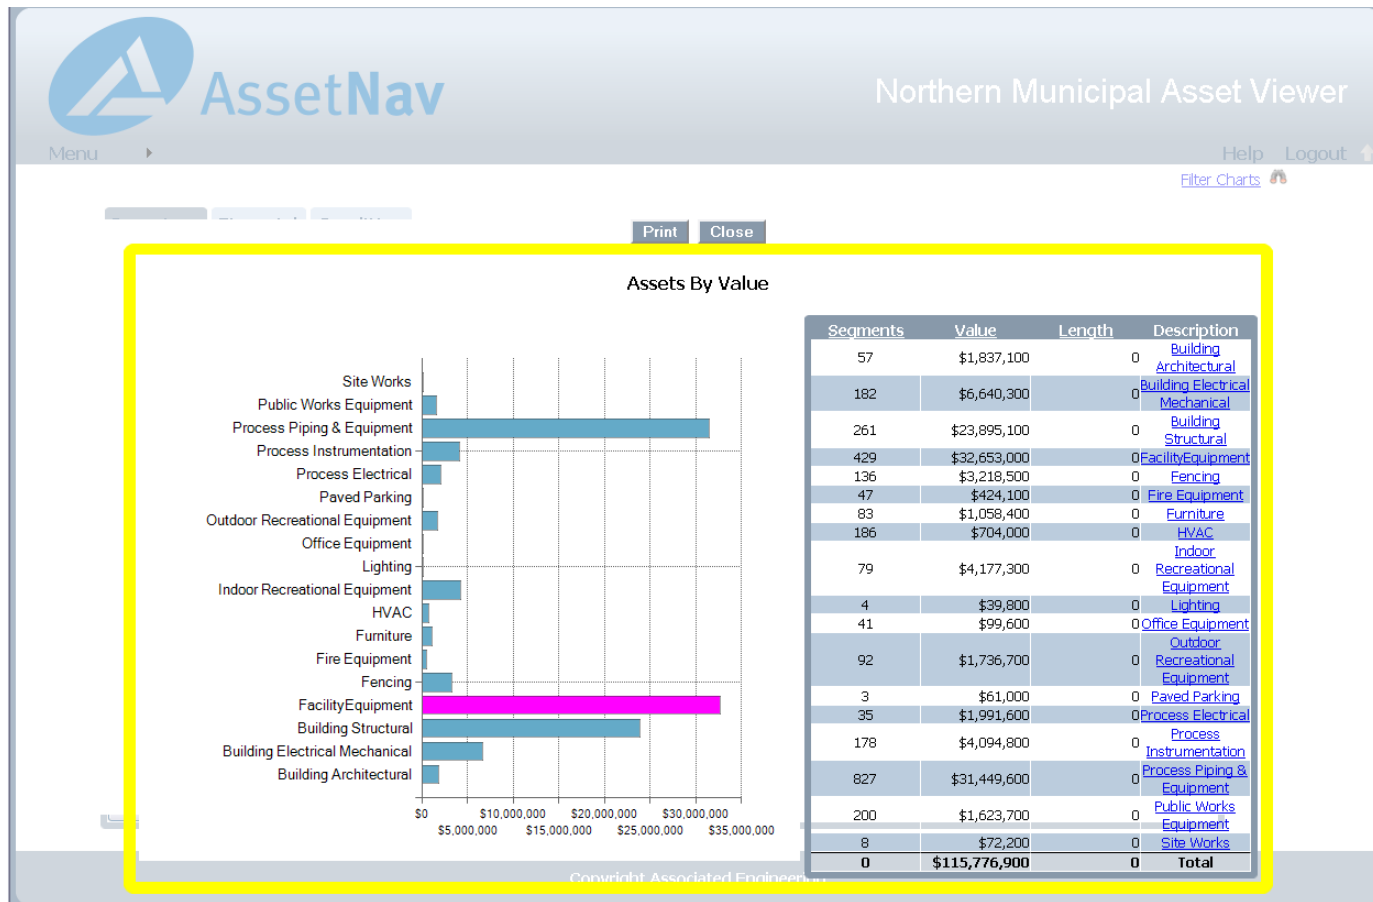 AssetNav
Northern Municipal Asset Viewer
Menu
Help Logout
Filter Charts
Print Close
Assets By Value
Site Works
Public Works Equipment
Process Piping & Equipment
Process Instrumentation
Process Electrical
Paved Parking
Outdoor Recreational Equipment
Office Equipment
Lighting
Indoor Recreational Equipment
HVAC
Furniture
Fire Equipment
Fencing
FacilityEquipment
Building Structural
Building Electrical Mechanical
Building Architectural
$0 $10,000,000 $20,000,000 $30,000,000
$5,000,000 $15,000,000 $25,000,000 $35,000,000
Segments Value Length Description
57 $1,837,100 0 Building
Architectural
182 $6,640,300 0 Building Electrical
Mechanical
261 $23,895,100 0 Building
Structural
429 $32,653,000 0 FacilityEquipment
136 $3,218,500 0 Fencing
47 $424,100 0 Fire Equipment
83 $1,058,400 0 Furniture
186 $704,000 0 HVAC
79 $4,177,300 0 Indoor
Recreational
Equipment
4 $39,800 0 Lighting
41 $99,600 0 Office Equipment
92 $1,736,700 0 Outdoor
Recreational
Equipment
3 $61,000 0 Paved Parking
35 $1,991,600 0 Process Electrical
178 $4,094,800 0 Process
Instrumentation
827 $31,449,600 0 Process Piping &
Equipment
200 $1,623,700 0 Public Works
Equipment
8 $72,200 0 Site Works
0 $115,776,900 0 Total
Copyright Associated Engineering